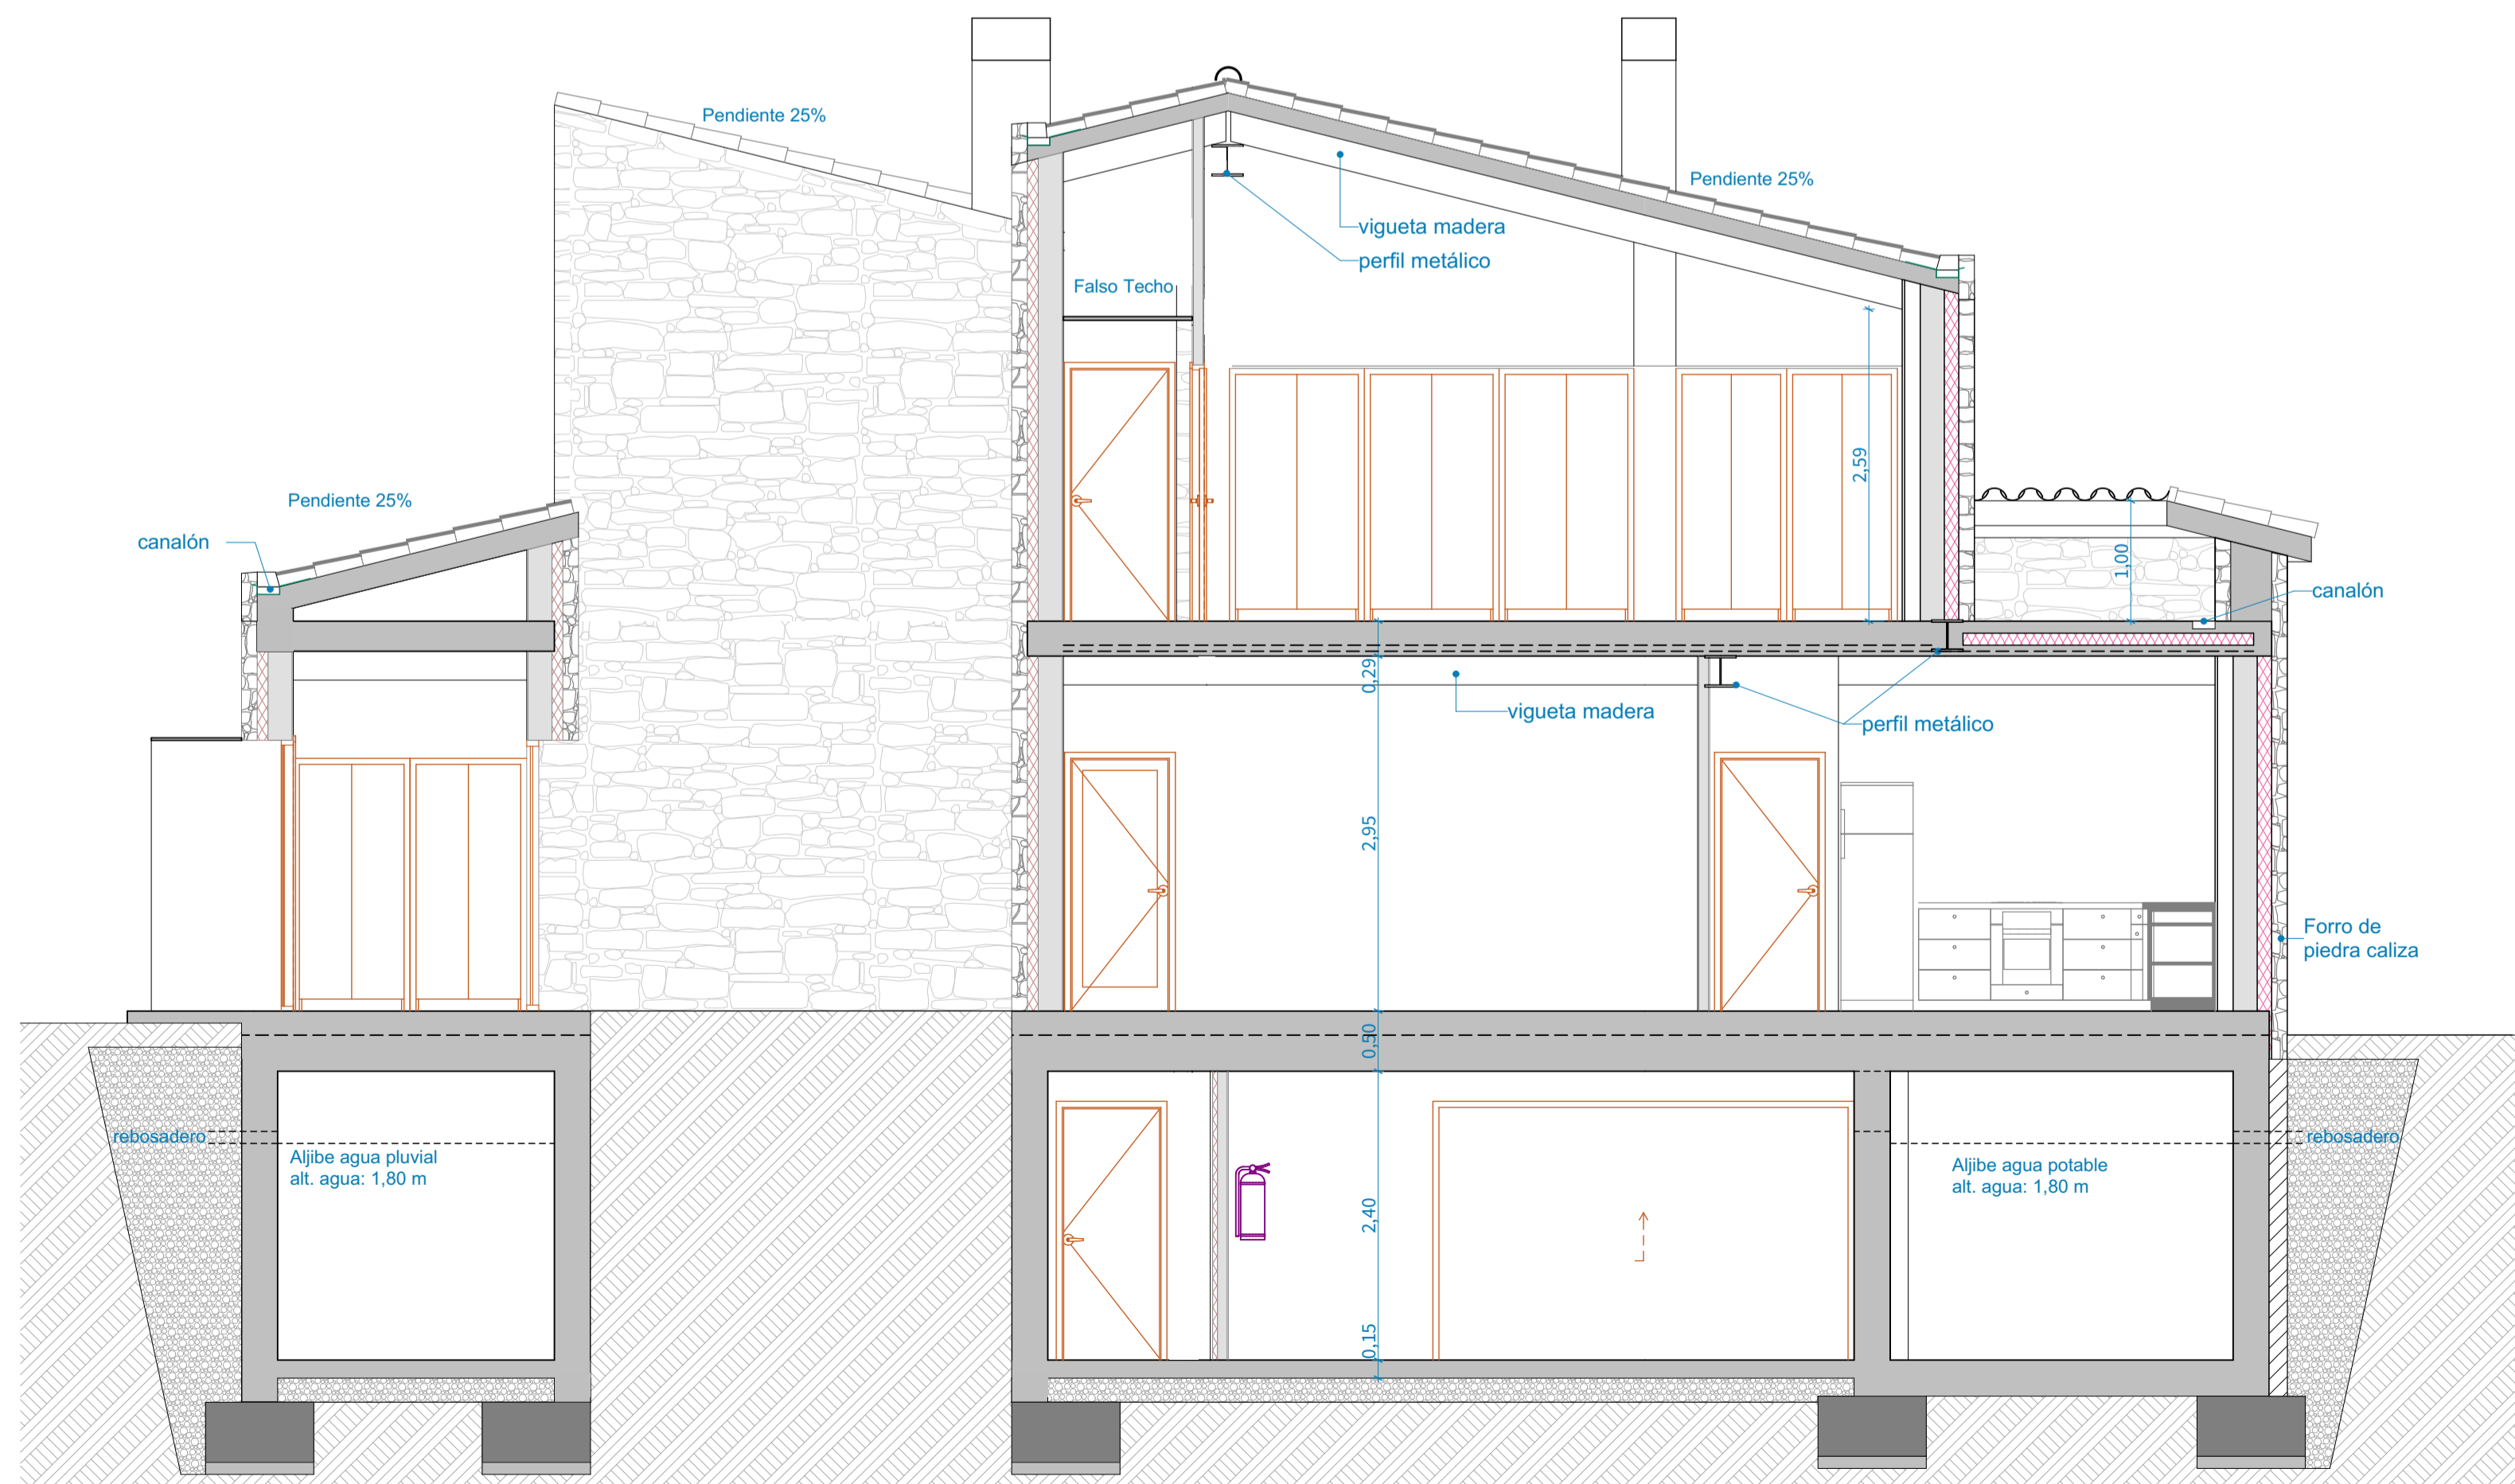 Pendiente 25%
Pendiente 25%
vigueta madera
perfil metálico
Falso Techo
2,59
Pendiente 25%
canalón
1,00
canalón
0,29
vigueta madera
perfil metálico
2,95
Forro de
piedra caliza
0,50
rebosadero
Aljibe agua pluvial
alt. agua: 1,80 m
rebosadero
Aljibe agua potable
alt. agua: 1,80 m
2,40
0,15